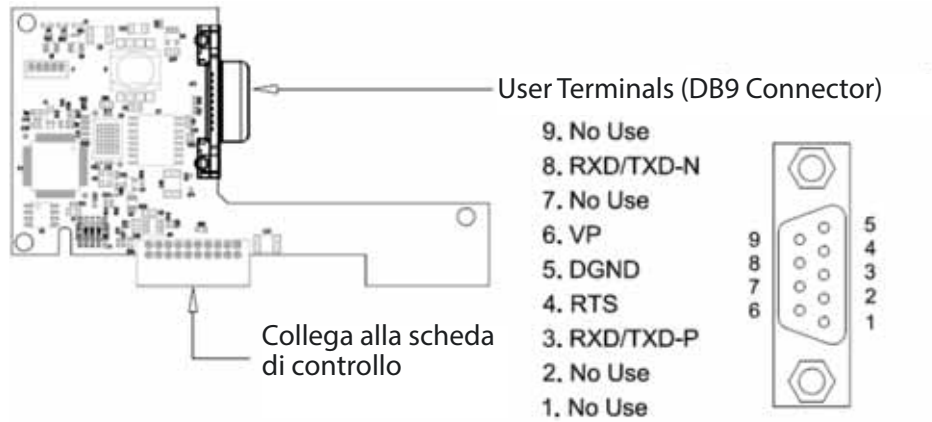 User Terminals (DB9 Connector)
9. No Use
8. RXD/TXD-N
7. No Use
6. VP
5. DGND
4. RTS
3. RXD/TXD-P
2. No Use
1. No Use
9
8
7
6
5
4
3
2
1
Collega alla scheda
di controllo